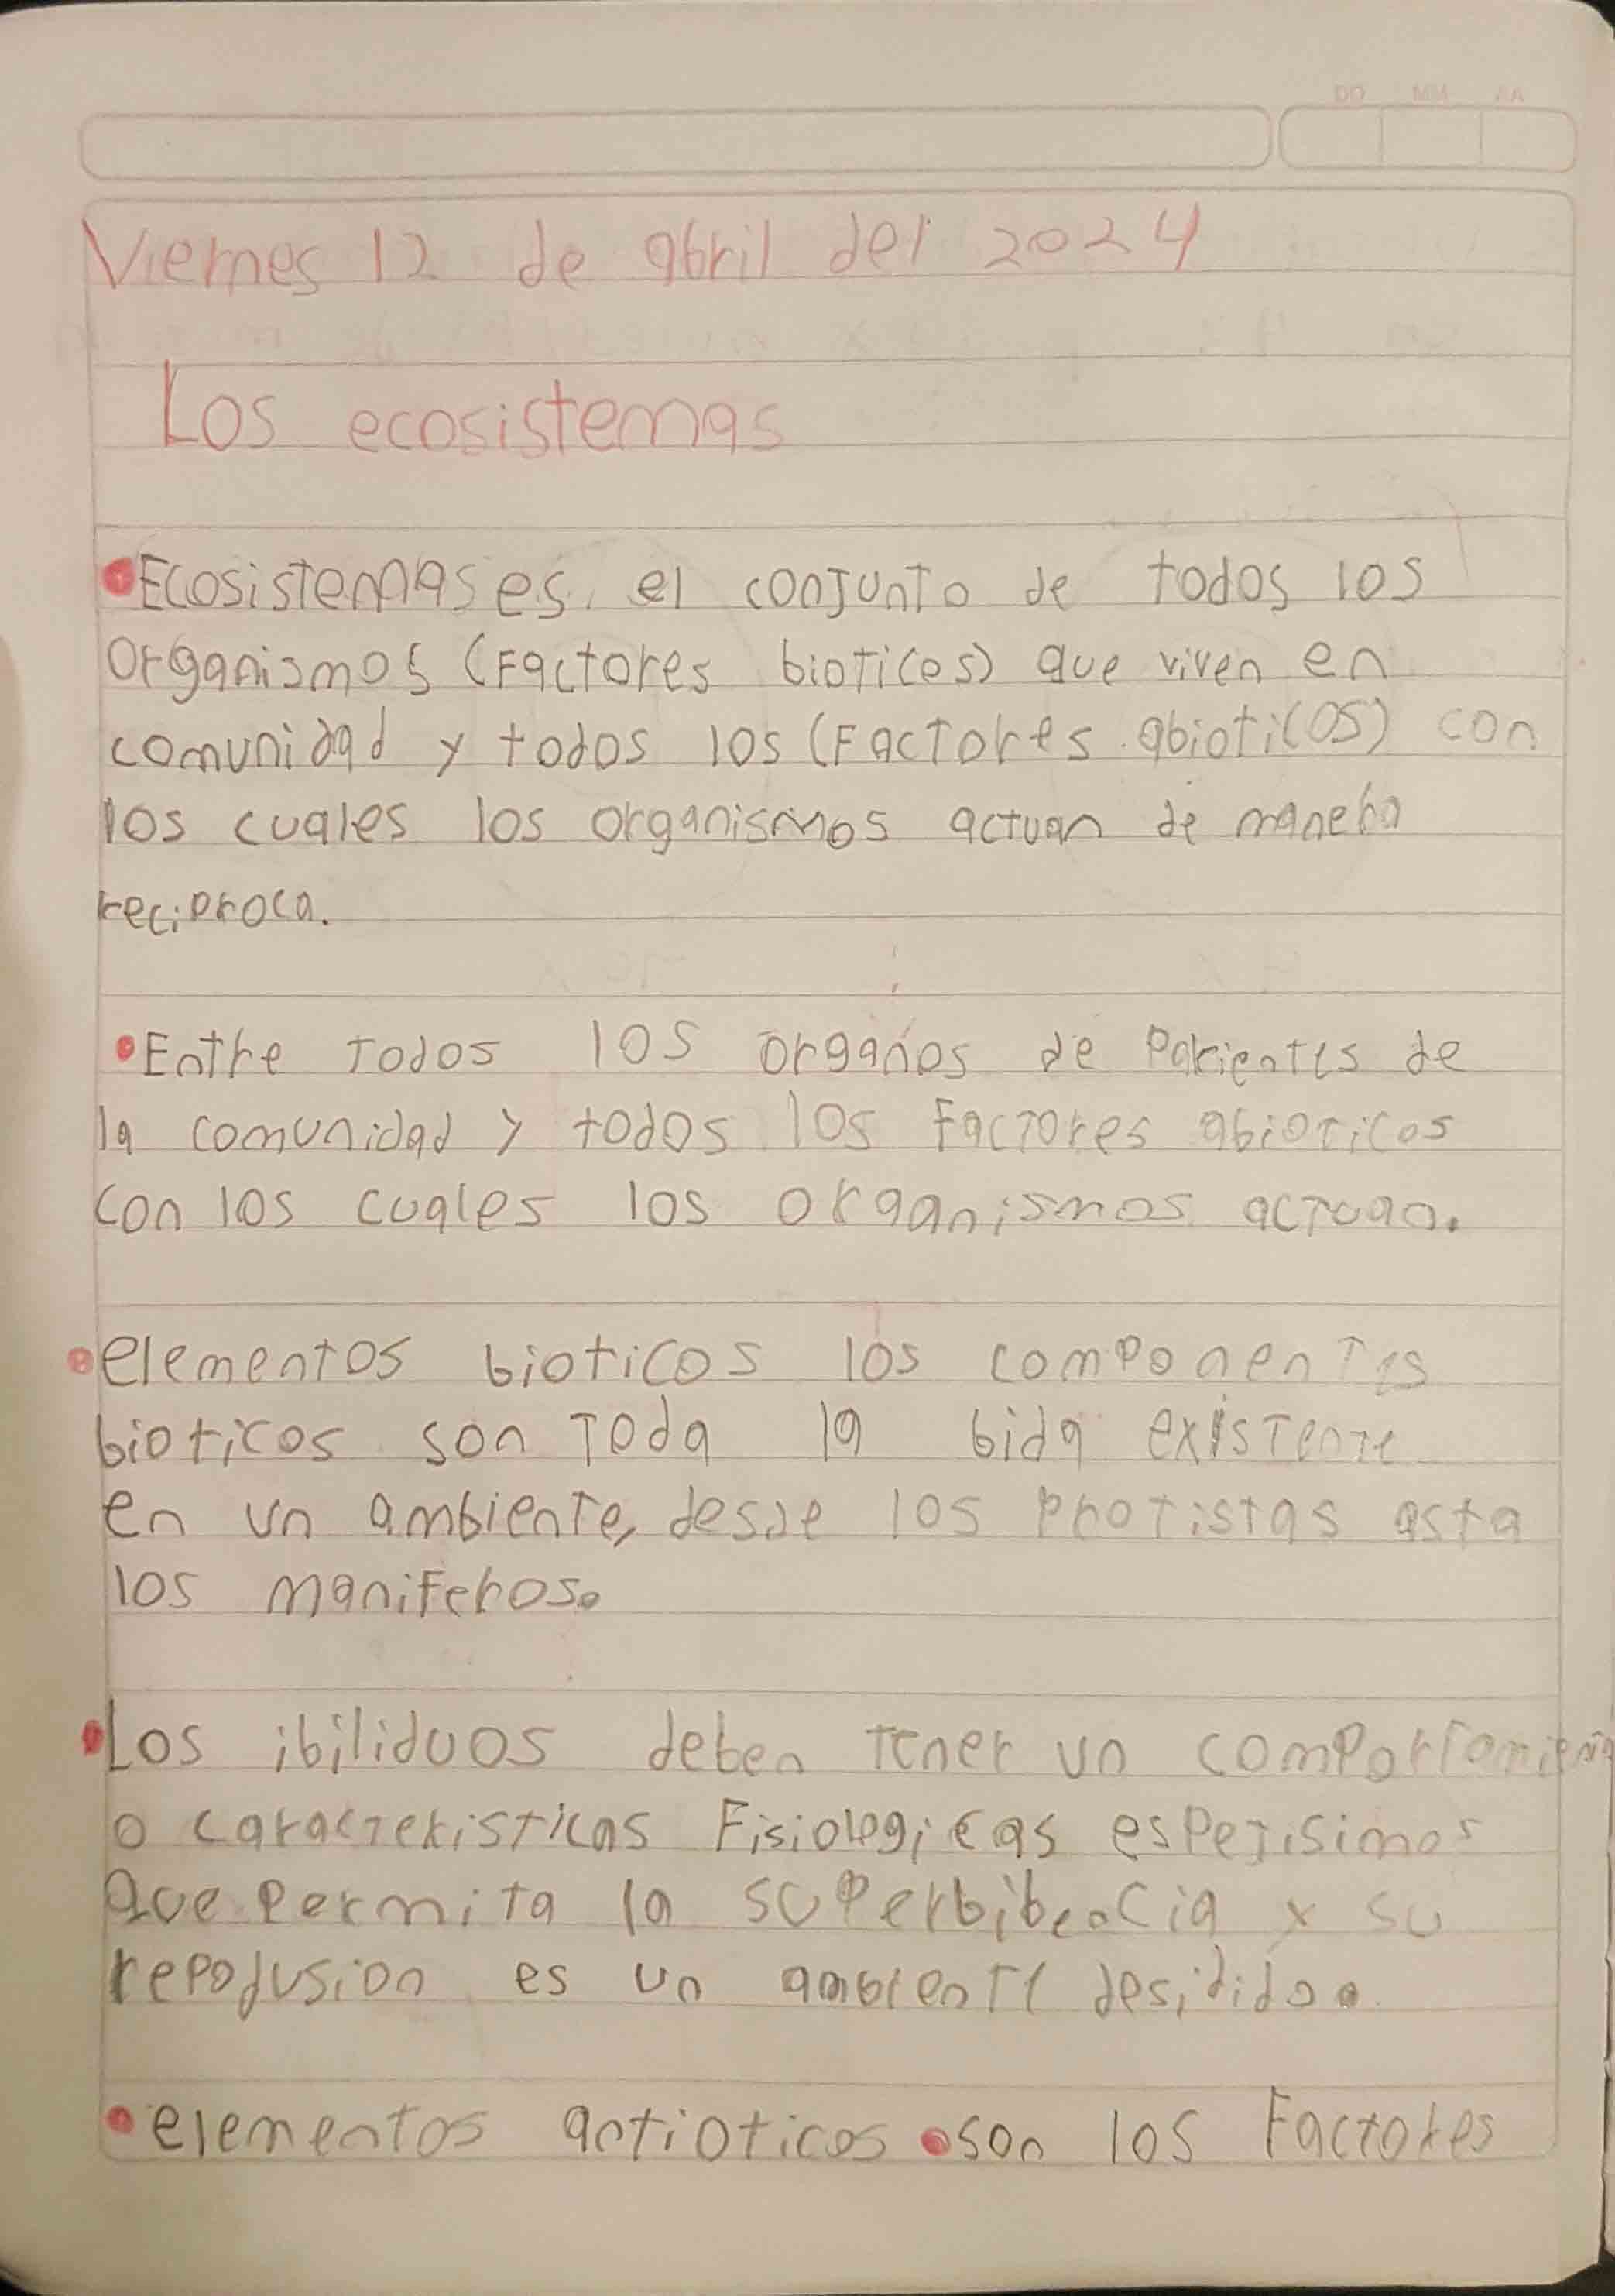 DD MM AA
Viernes 12 de abril del 2024
Los ecosistemas
•Ecosistemas es el conjunto de todos los
organismos (Factores bioticos) que viven en
comunidad y todos los (Factores abioticos) con
los cuales los organismos actuan de manera
reciproca.
•Entre todos los organos de parientes de
la comunidad y todos los Factores abioticos
con los cuales los organismos actuan.
•elementos bioticos los componentes
bioticos son Toda la bida existente
en un ambiente, desde los protistas asta
los maniferos.
•Los ibiliduos deben tener un comportamiento
o caracteristicas Fisiologicas espejisimos
que permita la superbibencia y su
repodusion es un ambiente desidido.
•elementos antioticos •son los Factores